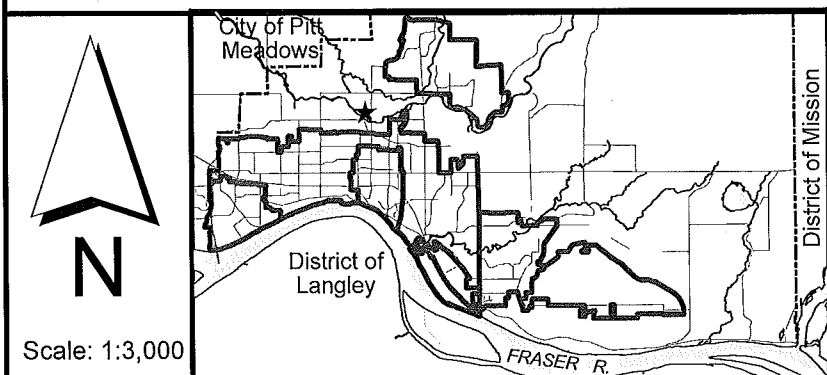 N
Scale: 1:3,000
City of Pitt
Meadows
District of
Langley
FRASER R.
District of Mission